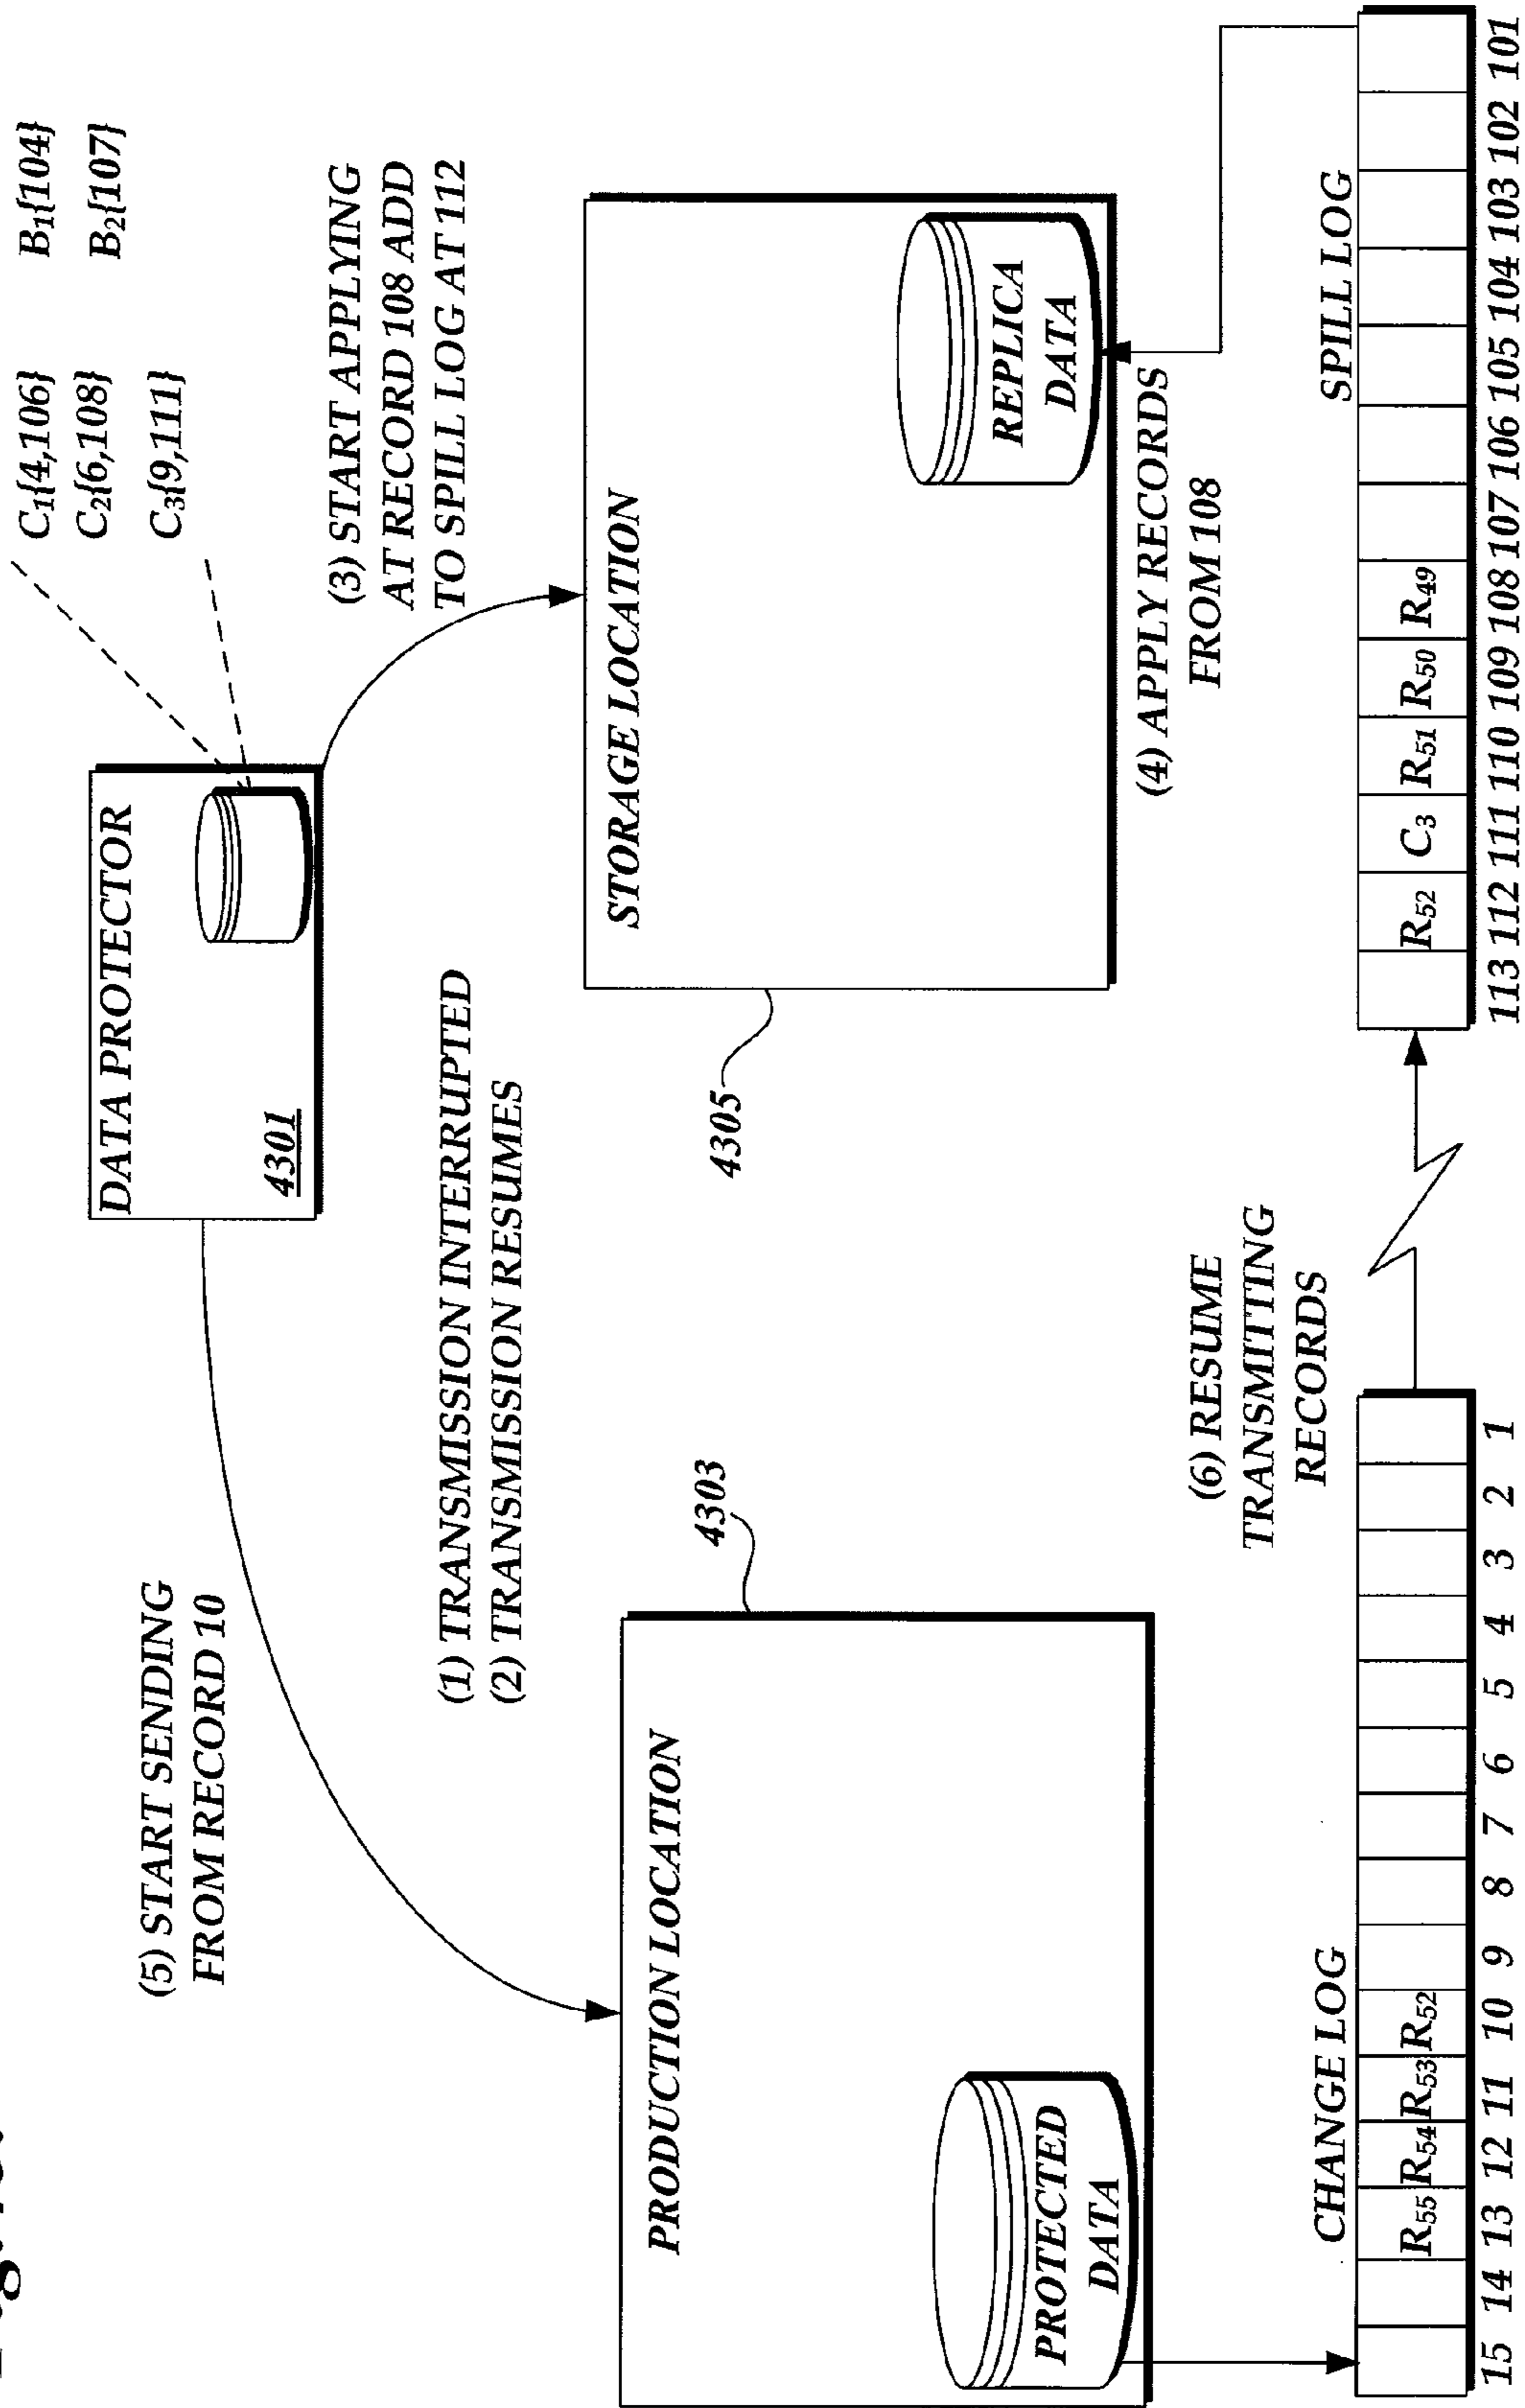 C₁{4,106} B₁{104}
C₂{6,108} B₂{107}
C₃{9,111}
DATA PROTECTOR
4301
(5) START SENDING
FROM RECORD 10
(3) START APPLYING
AT RECORD 108 ADD
TO SPILL LOG AT 112
(1) TRANSMISSION INTERRUPTED
(2) TRANSMISSION RESUMES
4303
4305
PRODUCTION LOCATION
PROTECTED
DATA
STORAGE LOCATION
REPLICA
DATA
(4) APPLY RECORDS
FROM 108
(6) RESUME
TRANSMITTING
RECORDS
CHANGE LOG
R₅₅ R₅₄ R₅₃ R₅₂
15 14 13 12 11 10 9 8 7 6 5 4 3 2 1
SPILL LOG
R₅₂ C₃ R₅₁ R₅₀ R₄₉
113 112 111 110 109 108 107 106 105 104 103 102 101